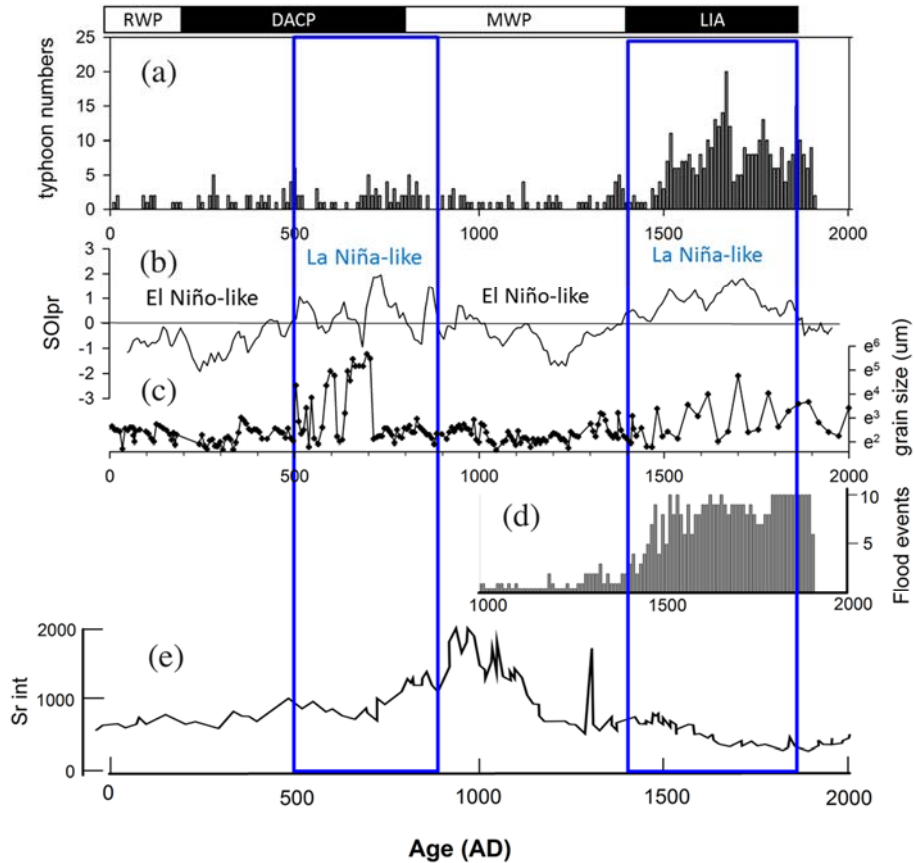 RWP DACP MWP LIA
25
20
15
10
5
0
typhoon numbers
(a)
0 500 1000 1500 2000
3
2
1
0
-1
-2
-3
SOIpr
(b)
La Niña-like
La Niña-like
El Niño-like
El Niño-like
(c)
e⁶
e⁵
e⁴
e³
e²
grain size (um)
0 500 1000 1500 2000
(d)
10
5
Flood events
1000 1500 2000
2000
1000
0
Sr int
(e)
0 500 1000 1500 2000
Age (AD)